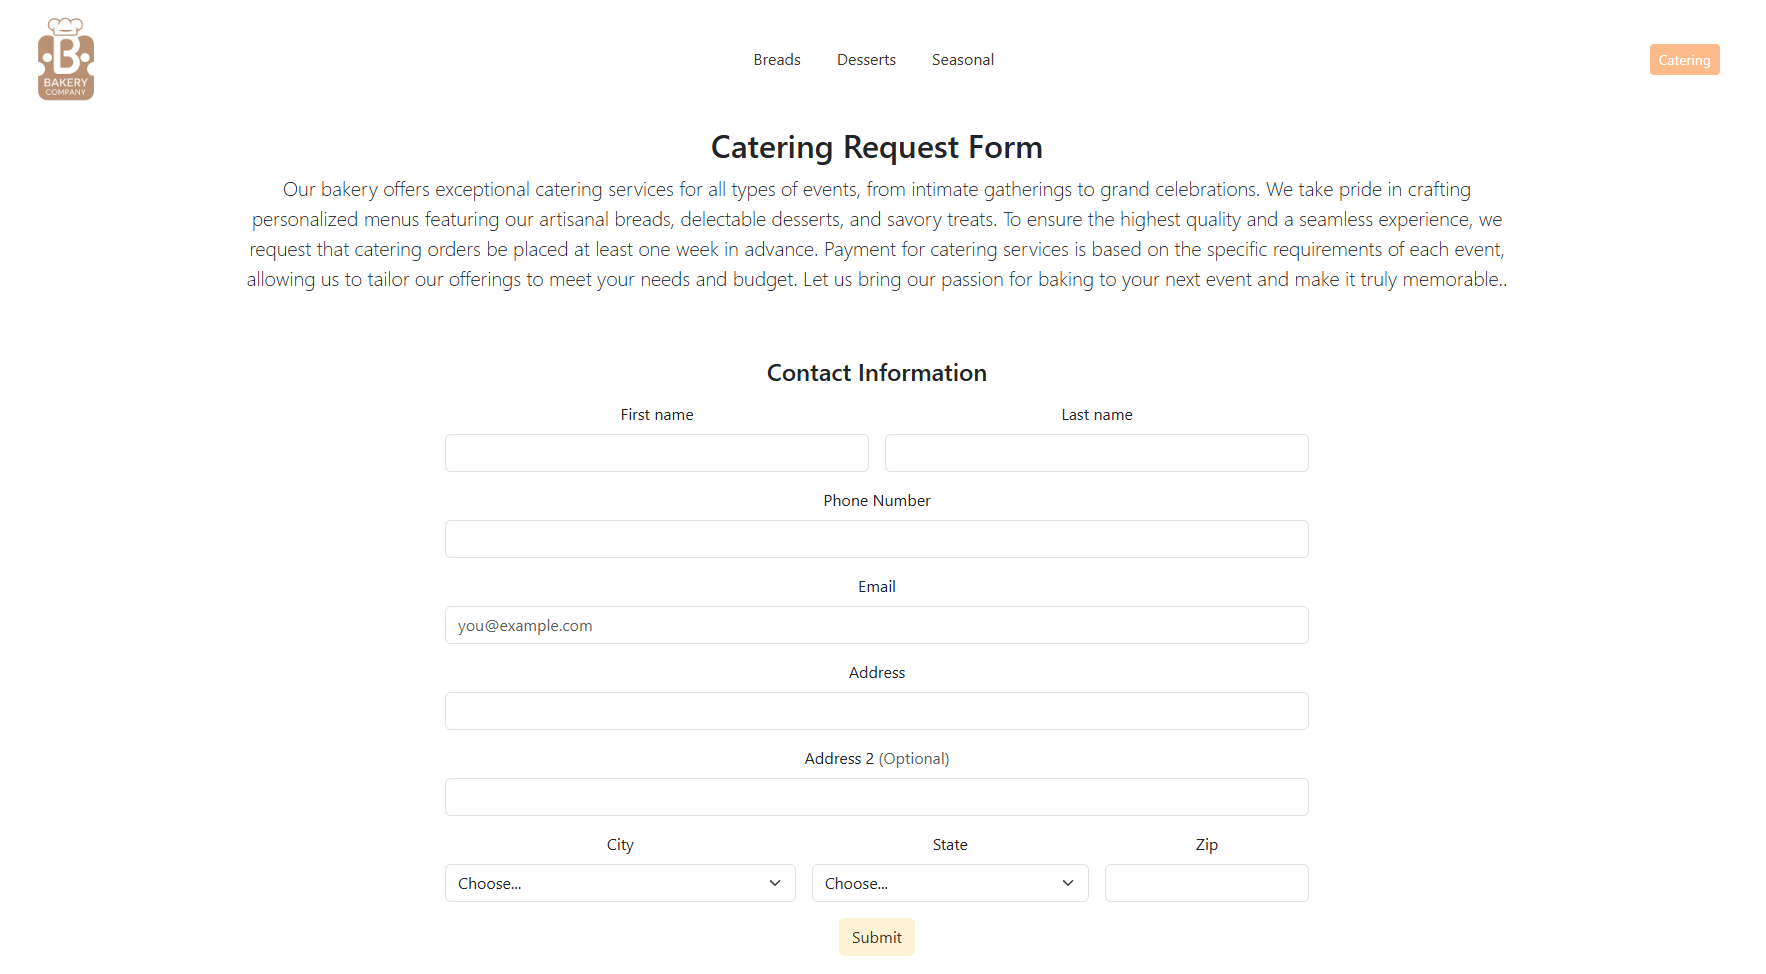 B
BAKERY
COMPANY
Breads
Desserts
Seasonal
Catering
Catering Request Form
Our bakery offers exceptional catering services for all types of events, from intimate gatherings to grand celebrations. We take pride in crafting
personalized menus featuring our artisanal breads, delectable desserts, and savory treats. To ensure the highest quality and a seamless experience, we
request that catering orders be placed at least one week in advance. Payment for catering services is based on the specific requirements of each event,
allowing us to tailor our offerings to meet your needs and budget. Let us bring our passion for baking to your next event and make it truly memorable..
Contact Information
First name
Last name
Phone Number
Email
you@example.com
Address
Address 2 (Optional)
City
State
Zip
Choose...
Choose...
Submit